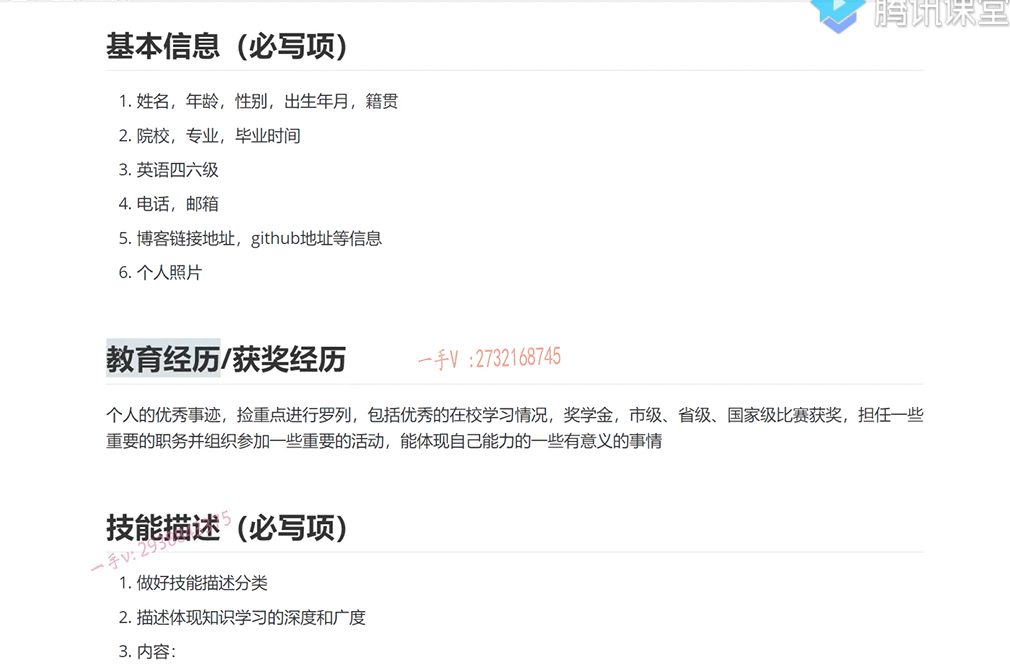 腾讯课堂
基本信息（必写项）
1. 姓名，年龄，性别，出生年月，籍贯
2. 院校，专业，毕业时间
3. 英语四六级
4. 电话，邮箱
5. 博客链接地址，github地址等信息
6. 个人照片
教育经历/获奖经历
一手V :2732168745
个人的优秀事迹，捡重点进行罗列，包括优秀的在校学习情况，奖学金，市级、省级、国家级比赛获奖，担任一些
重要的职务并组织参加一些重要的活动，能体现自己能力的一些有意义的事情
技能描述（必写项）
一手v:
1. 做好技能描述分类
2. 描述体现知识学习的深度和广度
3. 内容：